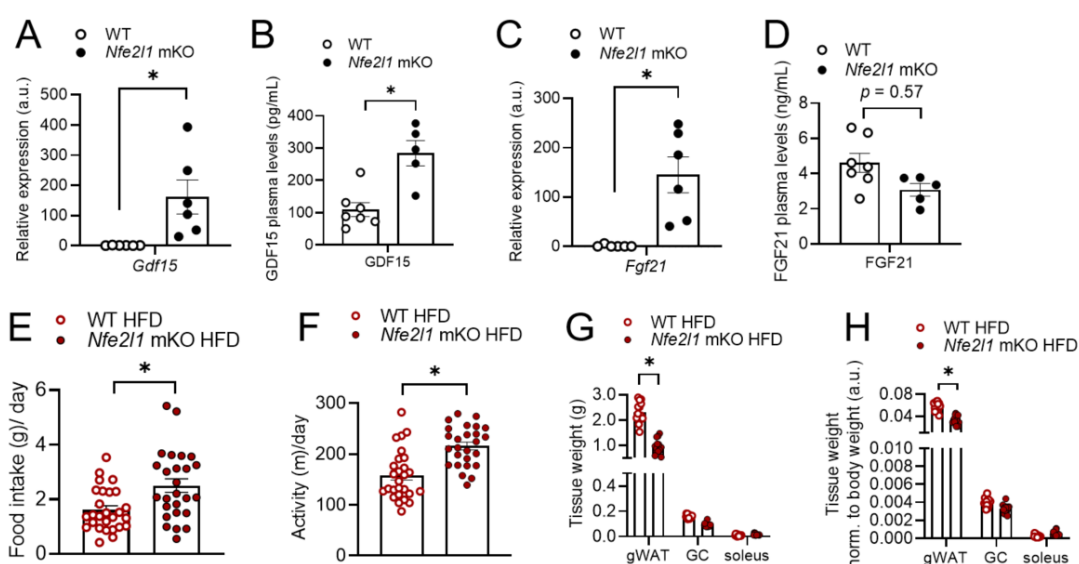 A
WT
Nfe2l1 mKO
Relative expression (a.u.)
500
400
300
200
100
0
*
Gdf15
B
WT
Nfe2l1 mKO
GDF15 plasma levels (pg/mL)
400
300
200
100
0
*
GDF15
C
WT
Nfe2l1 mKO
Relative expression (a.u.)
300
200
100
0
*
Fgf21
D
WT
Nfe2l1 mKO
p = 0.57
FGF21 plasma levels (ng/mL)
8
6
4
2
0
FGF21
E
WT HFD
Nfe2l1 mKO HFD
Food intake (g)/ day
6
4
2
0
*
F
WT HFD
Nfe2l1 mKO HFD
Activity (m)/day
300
200
100
0
*
G
WT HFD
Nfe2l1 mKO HFD
Tissue weight (g)
3.0
2.0
1.0
0.4
0.2
0.0
*
gWAT GC soleus
H
WT HFD
Nfe2l1 mKO HFD
Tissue weight
norm. to body weight (a.u.)
0.08
0.04
0.010
0.008
0.006
0.004
0.002
0.000
*
gWAT GC soleus